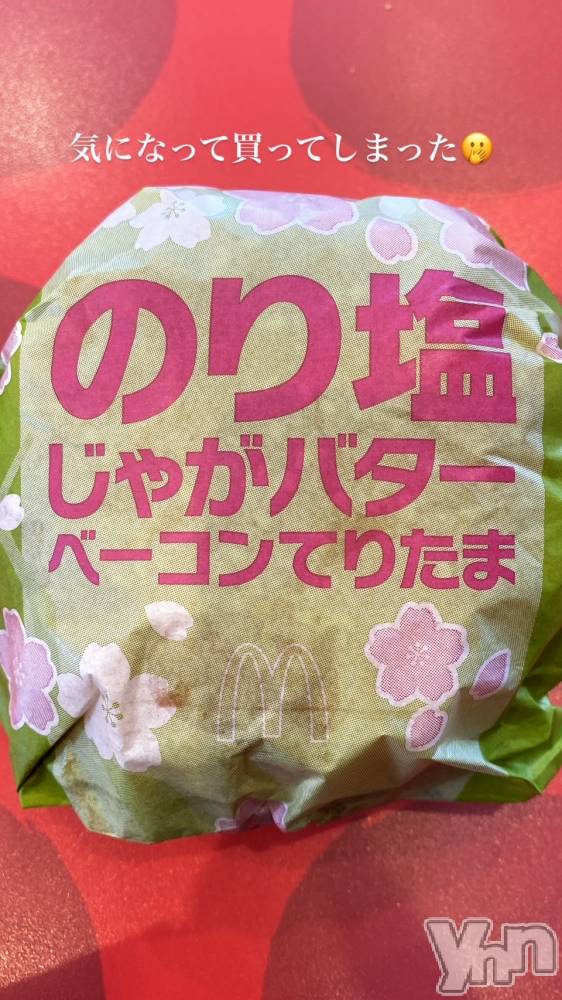 気になって買ってしまった🫢
のり塩
じゃがバター
ベーコンてりたま
yhn